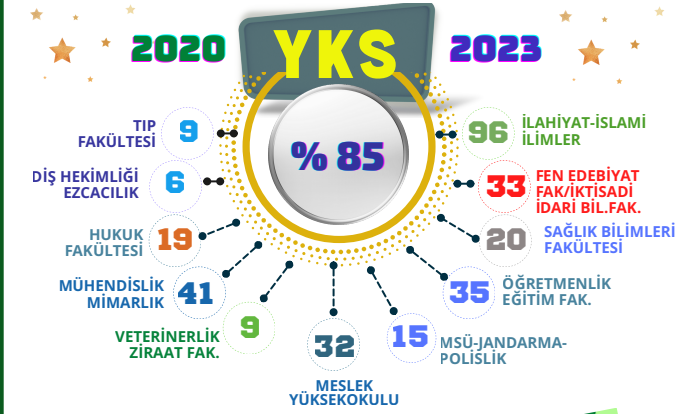 2020
YKS
2023
% 85
TIP
FAKÜLTESİ
9
DİŞ HEKİMLİĞİ
EZCACILIK
6
HUKUK
FAKÜLTESİ
19
MÜHENDİSLİK
MİMARLIK
41
VETERİNERLİK
ZİRAAT FAK.
9
32
MESLEK
YÜKSEKOKULU
15
MSÜ-JANDARMA-
POLİSLİK
35
ÖĞRETMENLİK
EĞİTİM FAK.
20
SAĞLIK BİLİMLERİ
FAKÜLTESİ
33
FEN EDEBİYAT
FAK/İKTİSADİ
İDARİ BİL.FAK.
96
İLAHİYAT-İSLAMİ
İLİMLER